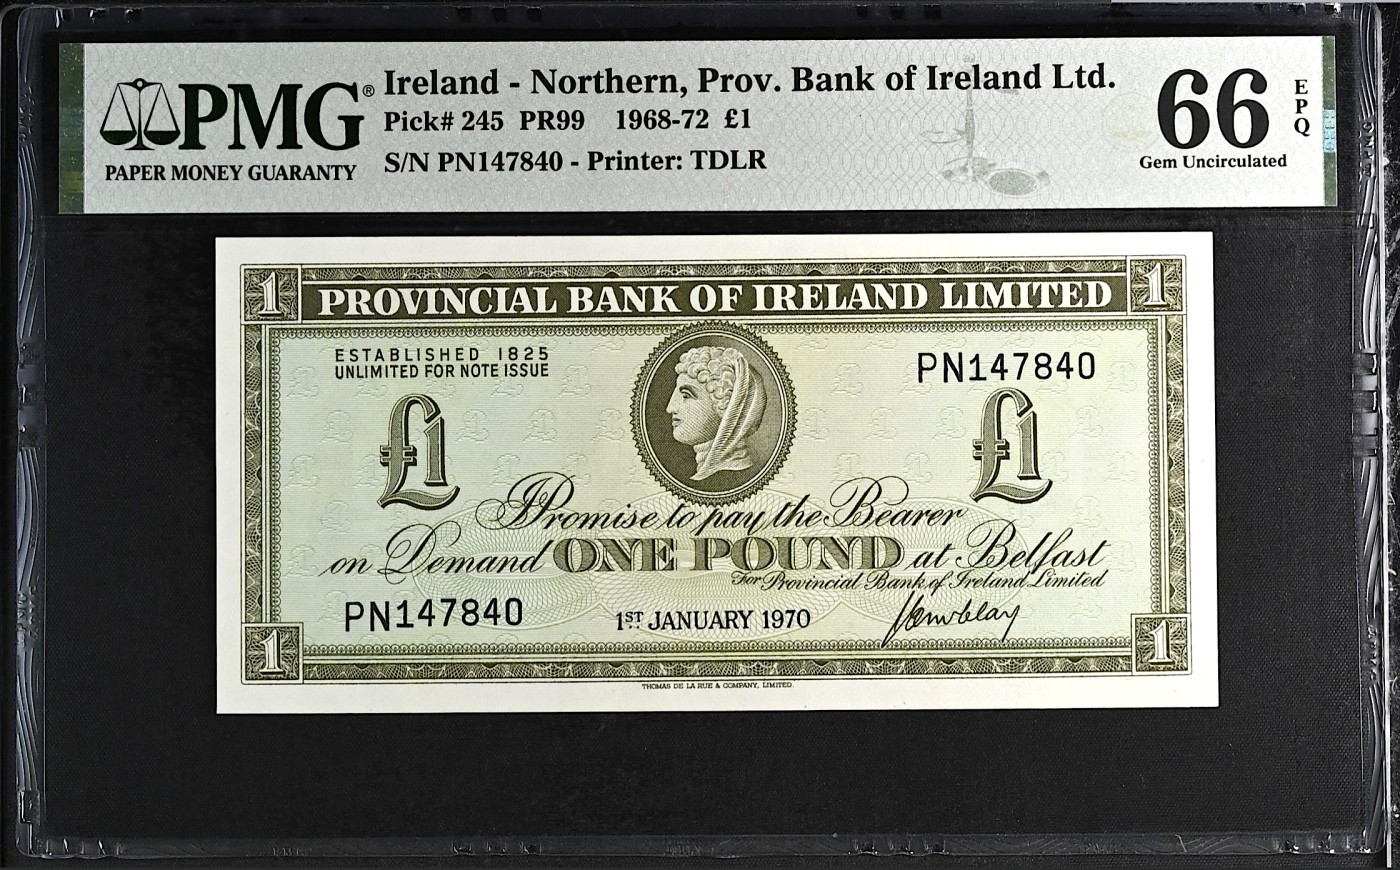 PMG®
PAPER MONEY GUARANTY
Ireland - Northern, Prov. Bank of Ireland Ltd.
Pick# 245 PR99 1968-72 £1
S/N PN147840 - Printer: TDLR
66
EPQ
Gem Uncirculated
1 PROVINCIAL BANK OF IRELAND LIMITED 1
ESTABLISHED 1825
UNLIMITED FOR NOTE ISSUE
PN147840
£1 £1
I Promise to pay the Bearer
on Demand ONE POUND at Belfast
For Provincial Bank of Ireland Limited
PN147840
1ST JANUARY 1970
1 1
THOMAS DE LA RUE & COMPANY, LIMITED.